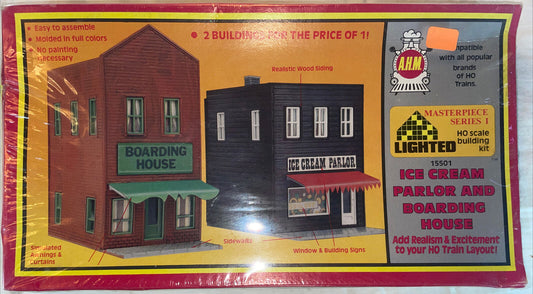 • Easy to assemble
• Molded in full colors
• No painting
necessary
• 2 BUILDINGS FOR THE PRICE OF 1!
Realistic Wood Siding
A.H.M.
compatible
with all popular
brands of
HO
Trains.
MASTERPIECE
SERIES 1
LIGHTED
HO scale
building
kit
15501
ICE CREAM
PARLOR AND
BOARDING
HOUSE
Add Realism & Excitement
to your HO Train Layout!
BOARDING
HOUSE
ICE CREAM PARLOR
Simulated
Awnings &
Curtains
Sidewalks
Window & Building Signs